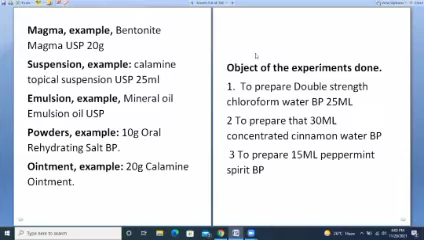 Magma, example, Bentonite
Magma USP 20g
Suspension, example: calamine
topical suspension USP 25ml
Emulsion, example, Mineral oil
Emulsion oil USP
Powders, example: 10g Oral
Rehydrating Salt BP.
Ointment, example: 20g Calamine
Ointment.
Object of the experiments done.
1. To prepare Double strength
chloroform water BP 25ML
2 To prepare that 30ML
concentrated cinnamon water BP
3 To prepare 15ML peppermint
spirit BP
Type here to search